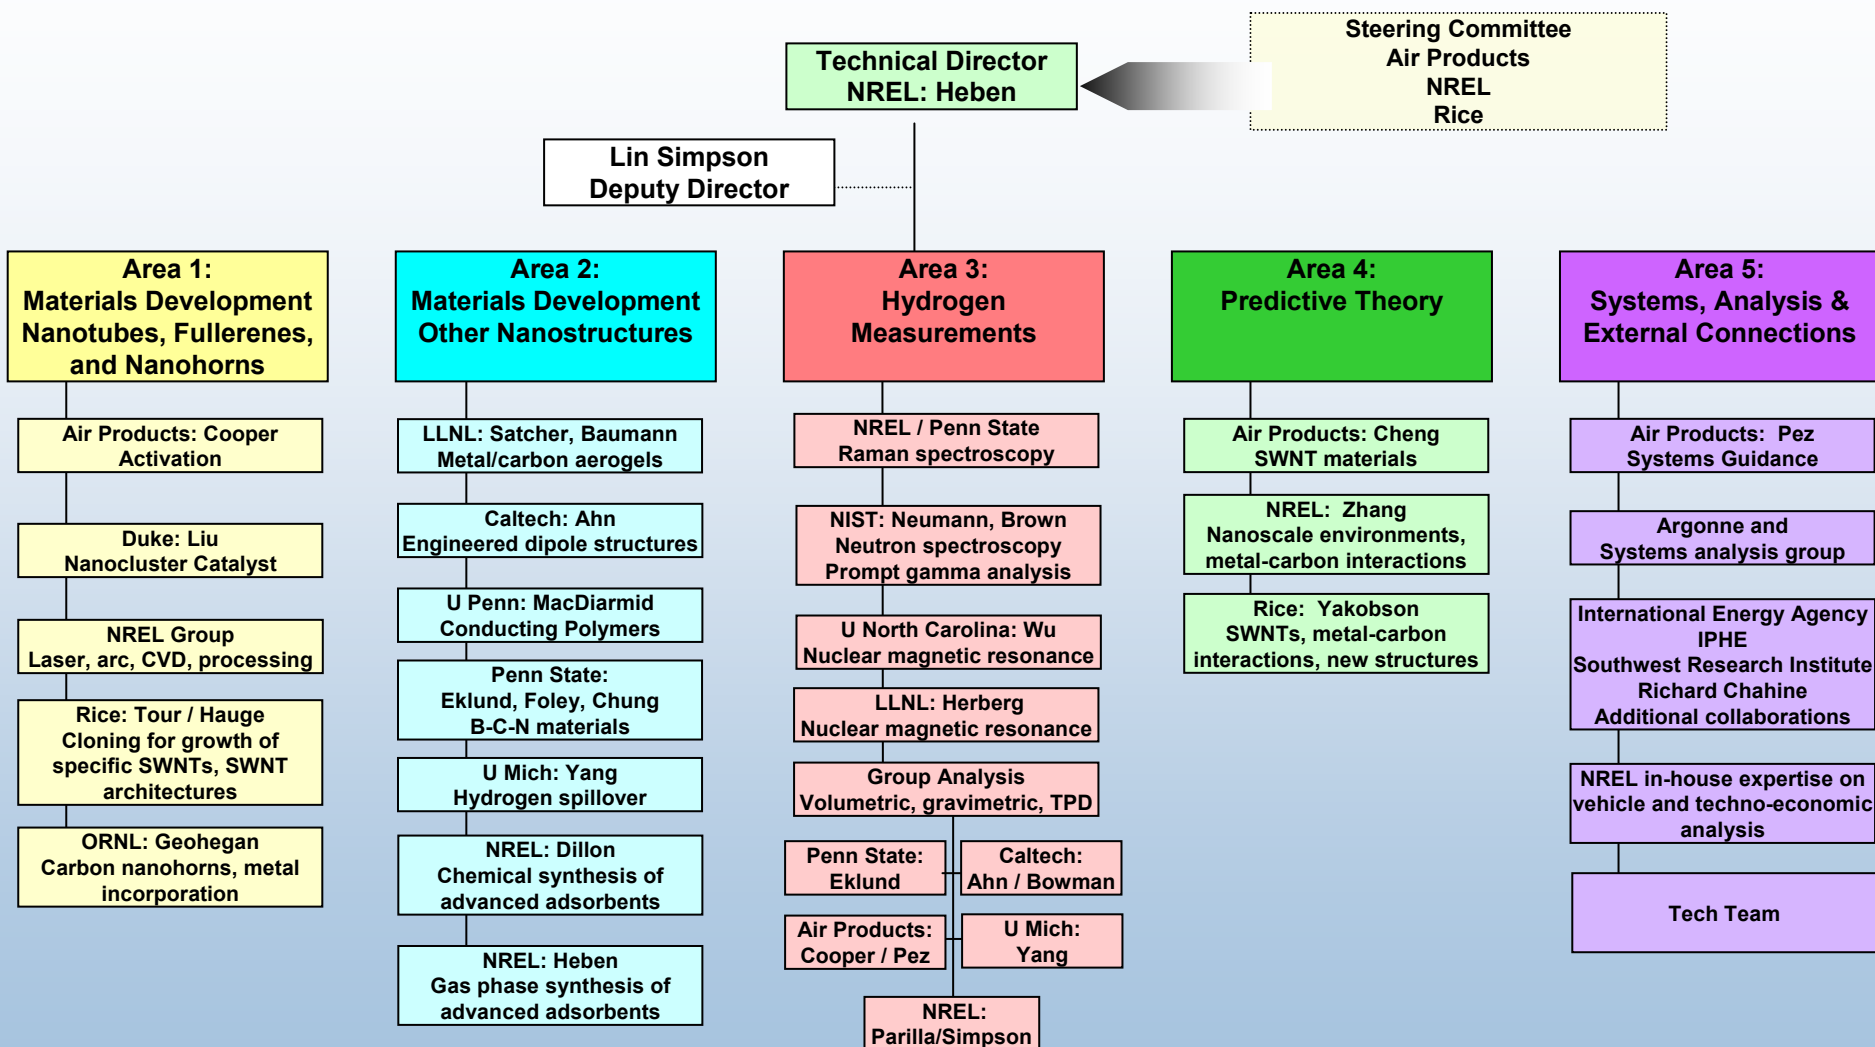 Technical Director
NREL: Heben
Steering Committee
Air Products
NREL
Rice
Lin Simpson
Deputy Director
Area 1:
Materials Development
Nanotubes, Fullerenes,
and Nanohorns
Air Products: Cooper
Activation
Duke: Liu
Nanocluster Catalyst
NREL Group
Laser, arc, CVD, processing
Rice: Tour / Hauge
Cloning for growth of
specific SWNTs, SWNT
architectures
ORNL: Geohegan
Carbon nanohorns, metal
incorporation
Area 2:
Materials Development
Other Nanostructures
LLNL: Satcher, Baumann
Metal/carbon aerogels
Caltech: Ahn
Engineered dipole structures
U Penn: MacDiarmid
Conducting Polymers
Penn State:
Eklund, Foley, Chung
B-C-N materials
U Mich: Yang
Hydrogen spillover
NREL: Dillon
Chemical synthesis of
advanced adsorbents
NREL: Heben
Gas phase synthesis of
advanced adsorbents
Area 3:
Hydrogen
Measurements
NREL / Penn State
Raman spectroscopy
NIST: Neumann, Brown
Neutron spectroscopy
Prompt gamma analysis
U North Carolina: Wu
Nuclear magnetic resonance
LLNL: Herberg
Nuclear magnetic resonance
Group Analysis
Volumetric, gravimetric, TPD
Penn State:
Eklund
Caltech:
Ahn / Bowman
Air Products:
Cooper / Pez
U Mich:
Yang
NREL:
Parilla/Simpson
Area 4:
Predictive Theory
Air Products: Cheng
SWNT materials
NREL: Zhang
Nanoscale environments,
metal-carbon interactions
Rice: Yakobson
SWNTs, metal-carbon
interactions, new structures
Area 5:
Systems, Analysis &
External Connections
Air Products: Pez
Systems Guidance
Argonne and
Systems analysis group
International Energy Agency
IPHE
Southwest Research Institute
Richard Chahine
Additional collaborations
NREL in-house expertise on
vehicle and techno-economic
analysis
Tech Team